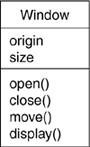 Window
origin
size
open()
close()
move()
display()